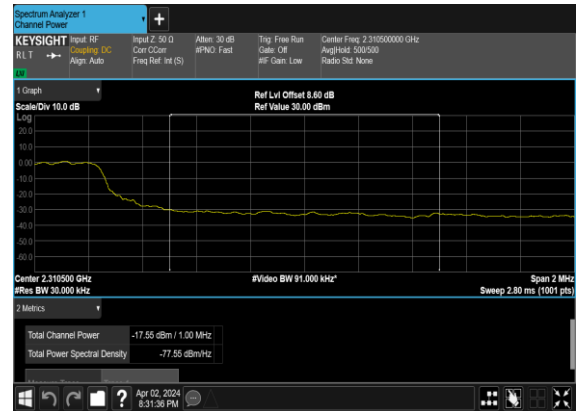 Spectrum Analyzer 1
Channel Power
+
KEYSIGHT Input: RF Input Z: 50 Ω Atten: 30 dB Trig: Free Run Center Freq: 2.310500000 GHz
RLT Coupling: DC Corr CCorr #PNO: Fast Gate: Off Avg|Hold: 500/500
Align: Auto Freq Ref: Int (S) #IF Gain: Low Radio Std: None
1 Graph
Ref Lvl Offset 8.60 dB
Scale/Div 10.0 dB Ref Value 30.00 dBm
Log
20.0
10.0
0.00
-10.0
-20.0
-30.0
-40.0
-50.0
-60.0
Center 2.310500 GHz #Video BW 91.000 kHz* Span 2 MHz
#Res BW 30.000 kHz Sweep 2.80 ms (1001 pts)
2 Metrics
Total Channel Power -17.55 dBm / 1.00 MHz
Total Power Spectral Density -77.55 dBm/Hz
? Apr 02, 2024
8:31:36 PM